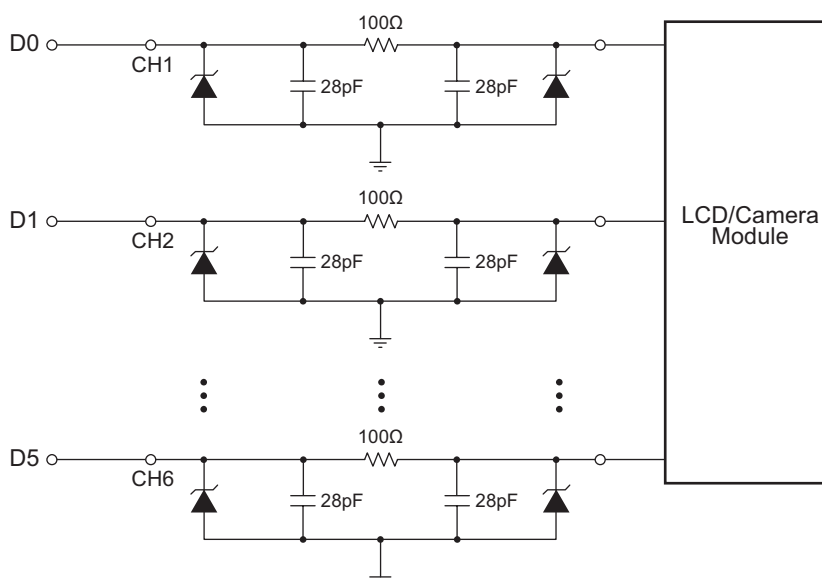 100Ω
D0
CH1
28pF
28pF
100Ω
D1
CH2
28pF
28pF
LCD/Camera
Module
100Ω
D5
CH6
28pF
28pF